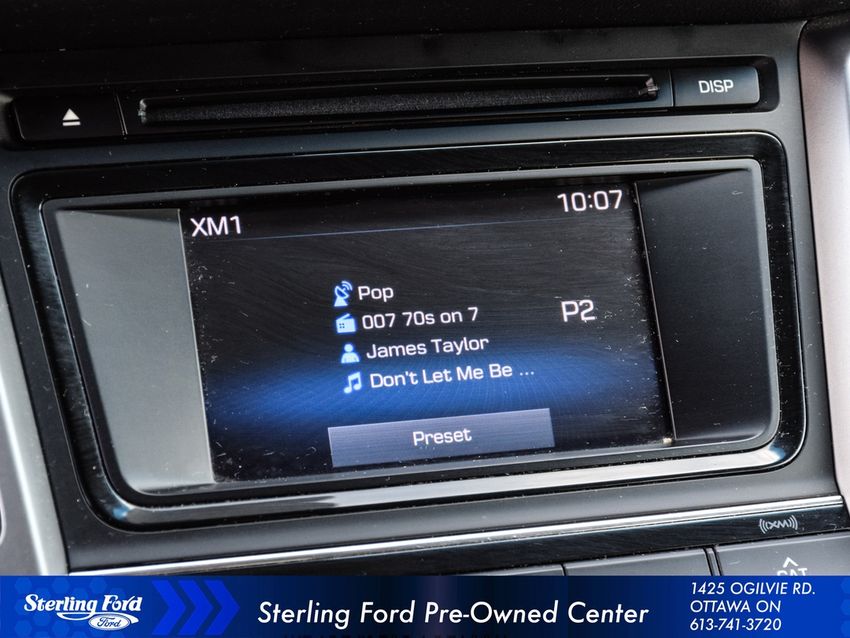 DISP
XM1 10:07
Pop
007 70s on 7 P2
James Taylor
Don't Let Me Be ...
Preset
((XM))
Sterling Ford
Ford
Sterling Ford Pre-Owned Center
1425 OGILVIE RD.
OTTAWA ON
613-741-3720